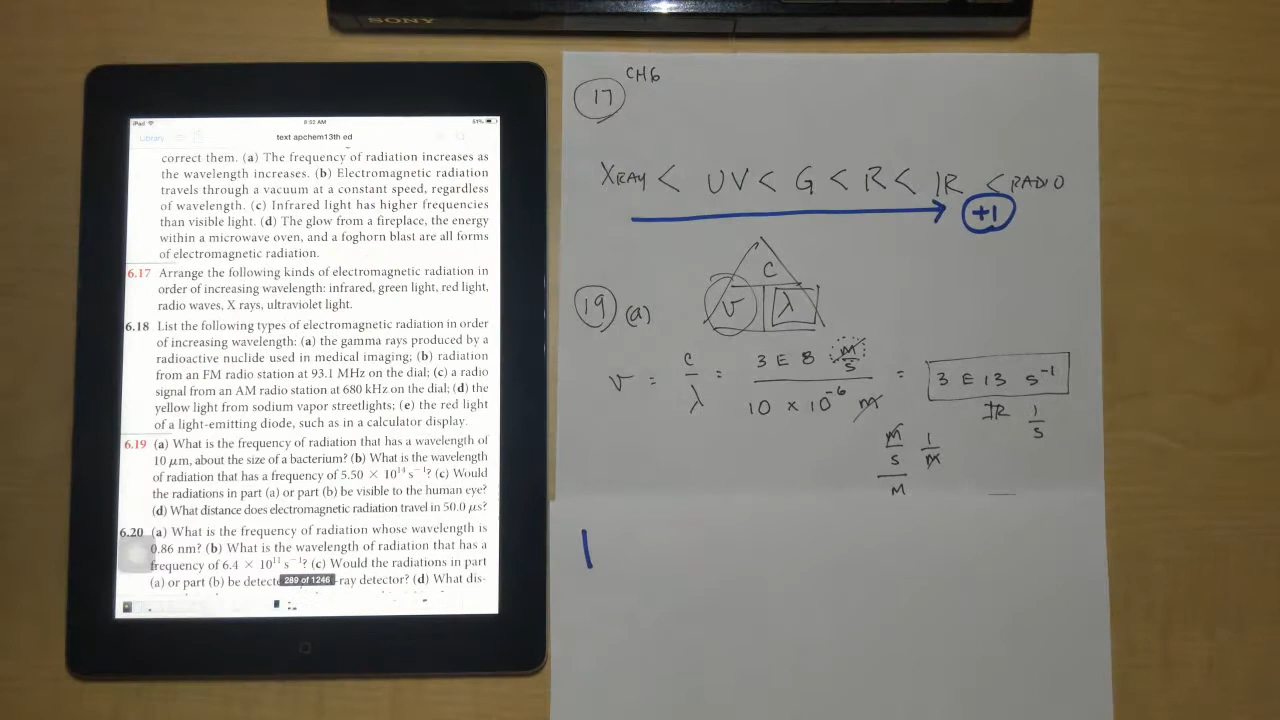 SONY
iPad
5:52 AM
51%
Library
text apchem13th ed
correct them. (a) The frequency of radiation increases as
the wavelength increases. (b) Electromagnetic radiation
travels through a vacuum at a constant speed, regardless
of wavelength. (c) Infrared light has higher frequencies
than visible light. (d) The glow from a fireplace, the energy
within a microwave oven, and a foghorn blast are all forms
of electromagnetic radiation.
6.17 Arrange the following kinds of electromagnetic radiation in
order of increasing wavelength: infrared, green light, red light,
radio waves, X rays, ultraviolet light.
6.18 List the following types of electromagnetic radiation in order
of increasing wavelength: (a) the gamma rays produced by a
radioactive nuclide used in medical imaging; (b) radiation
from an FM radio station at 93.1 MHz on the dial; (c) a radio
signal from an AM radio station at 680 kHz on the dial; (d) the
yellow light from sodium vapor streetlights; (e) the red light
of a light-emitting diode, such as in a calculator display.
6.19 (a) What is the frequency of radiation that has a wavelength of
10 μm, about the size of a bacterium? (b) What is the wavelength
of radiation that has a frequency of 5.50 × 10¹⁴ s⁻¹? (c) Would
the radiations in part (a) or part (b) be visible to the human eye?
(d) What distance does electromagnetic radiation travel in 50.0 μs?
6.20 (a) What is the frequency of radiation whose wavelength is
0.86 nm? (b) What is the wavelength of radiation that has a
frequency of 6.4 × 10¹¹ s⁻¹? (c) Would the radiations in part
(a) or part (b) be detecte -ray detector? (d) What dis-
289 of 1246
17 CH6
XRAY < UV < G < R < IR < RADIO
+1
C
ν λ
19 (a)
ν = c/λ = 3 E 8 m/s / 10 × 10⁻⁶ m = 3 E 13 s⁻¹
IR 1/s
m/s 1/m
m